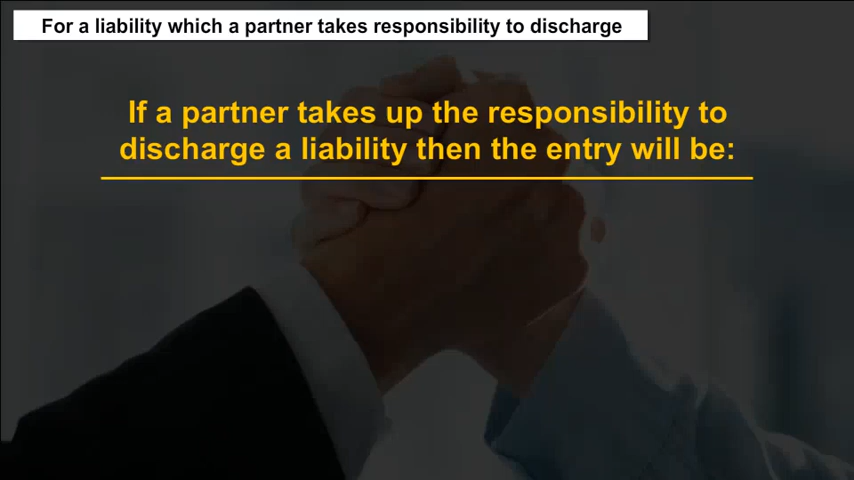 For a liability which a partner takes responsibility to discharge
If a partner takes up the responsibility to
discharge a liability then the entry will be: